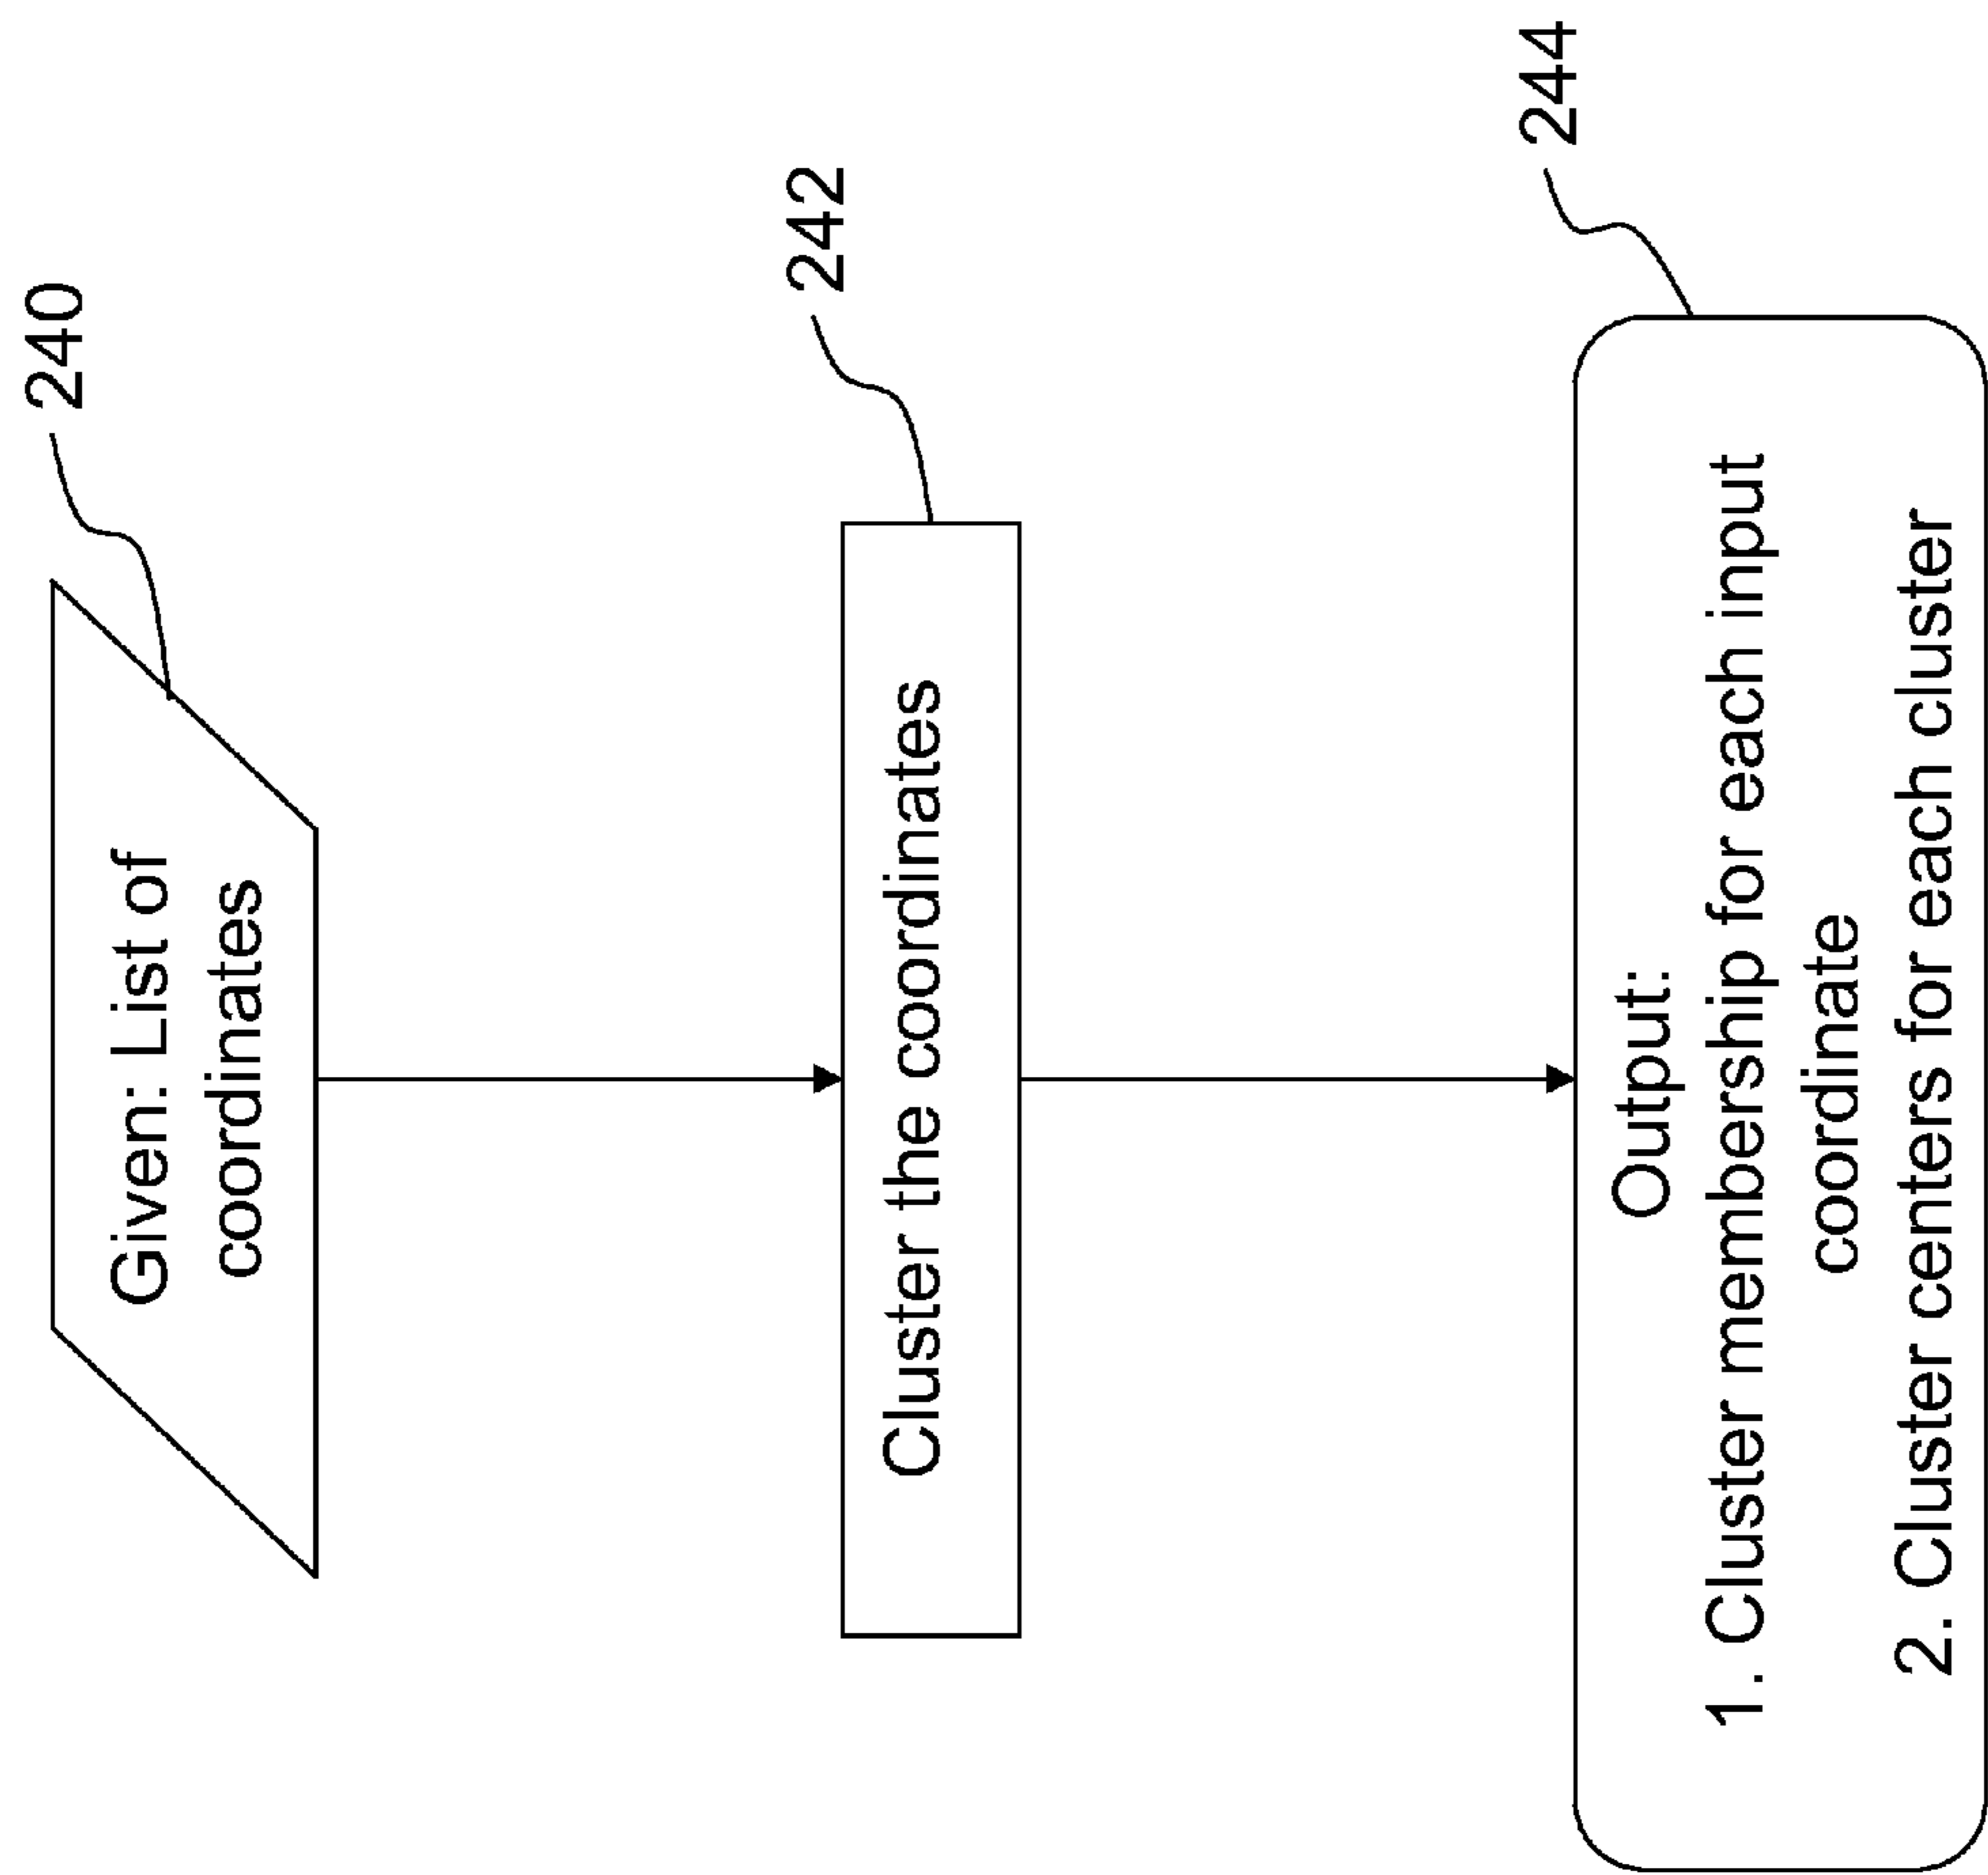 240
Given: List of
coordinates
242
Cluster the coordinates
244
Output:
1. Cluster membership for each input
coordinate
2. Cluster centers for each cluster